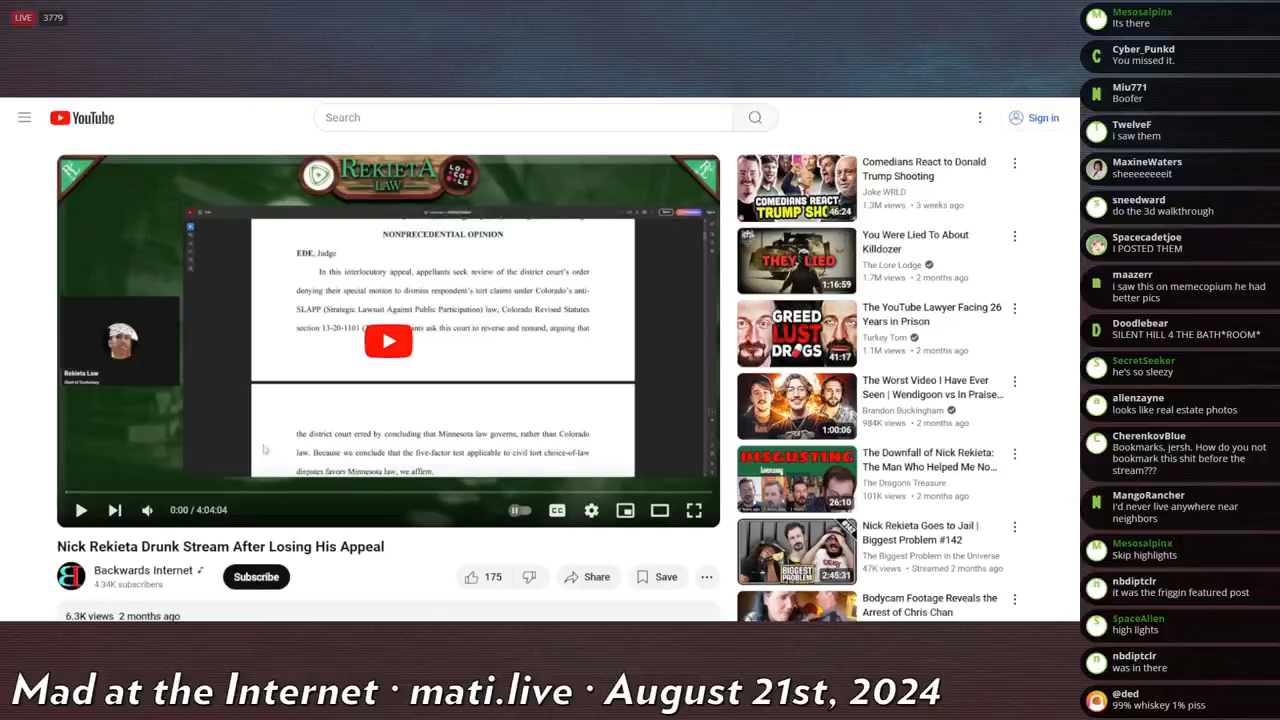 LIVE 3779
YouTube
Search
Sign in
REKIETA
LAW
LOCALS
NONPRECEDENTIAL OPINION
EDE, Judge
In this interlocutory appeal, appellants seek review of the district court's order
denying their special motion to dismiss respondent's tort claims under Colorado's anti-
SLAPP (Strategic Lawsuit Against Public Participation) law, Colorado Revised Statutes
section 13-20-1101 ants ask this court to reverse and remand, arguing that
Rekieta Law
the district court erred by concluding that Minnesota law governs, rather than Colorado
law. Because we conclude that the five-factor test applicable to civil tort choice-of-law
disputes favors Minnesota law, we affirm.
0:00 / 4:04:04
CC
Nick Rekieta Drunk Stream After Losing His Appeal
Backwards Internet
4.34K subscribers
Subscribe
175
Share
Save
6.3K views 2 months ago
COMEDIANS REACT
TRUMP SHO
46:24
Comedians React to Donald
Trump Shooting
Joke WRLD
1.3M views • 3 weeks ago
THEY LIED
1:16:59
You Were Lied To About
Killdozer
The Lore Lodge
1.7M views • 2 months ago
GREED
LUST
DRUGS
41:17
The YouTube Lawyer Facing 26
Years in Prison
Turkey Tom
1.1M views • 2 months ago
1:00:06
The Worst Video I Have Ever
Seen | Wendigoon vs In Praise...
Brandon Buckingham
984K views • 2 months ago
DISGUSTING
26:10
The Downfall of Nick Rekieta:
The Man Who Helped Me No...
The Dragons Treasure
101K views • 2 months ago
BIGGEST
PROBLEM
2:45:31
Nick Rekieta Goes to Jail |
Biggest Problem #142
The Biggest Problem in the Universe
47K views • Streamed 2 months ago
Bodycam Footage Reveals the
Arrest of Chris Chan
Mesosalpinx
Its there
Cyber_Punkd
You missed it.
Miu771
Boofer
TwelveF
i saw them
MaxineWaters
sheeeeeeeit
sneedward
do the 3d walkthrough
Spacecadetjoe
I POSTED THEM
maazerr
i saw this on memecopium he had
better pics
Doodlebear
SILENT HILL 4 THE BATH*ROOM*
SecretSeeker
he's so sleezy
allenzayne
looks like real estate photos
CherenkovBlue
Bookmarks, jersh. How do you not
bookmark this shit before the
stream???
MangoRancher
I'd never live anywhere near
neighbors
Mesosalpinx
Skip highlights
nbdiptclr
it was the friggin featured post
SpaceAllen
high lights
nbdiptclr
was in there
@ded
99% whiskey 1% piss
Mad at the Internet · mati.live · August 21st, 2024